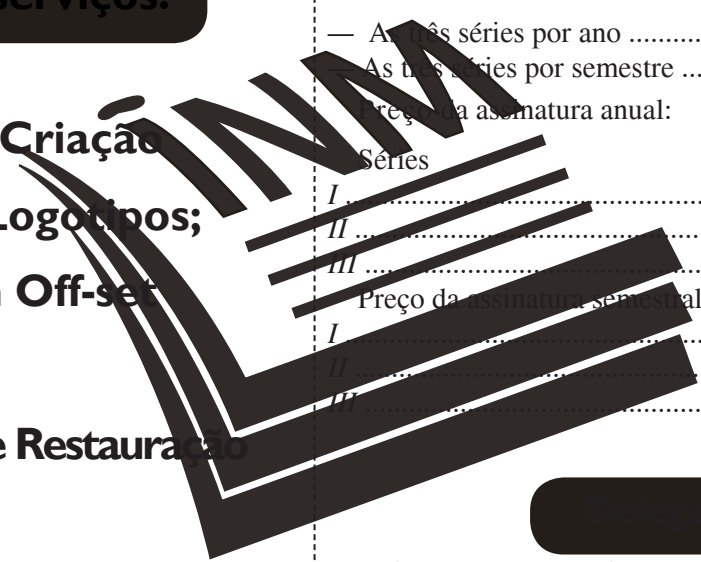 serviços:
Criação
Logotipos;
Off-set
e Restauração
INM
— As três séries por ano ..........
— As três séries por semestre ...
Preço da assinatura anual:
Séries
I ..................................................
II .................................................
III ................................................
Preço da assinatura semestral
I ..................................................
II .................................................
III ................................................